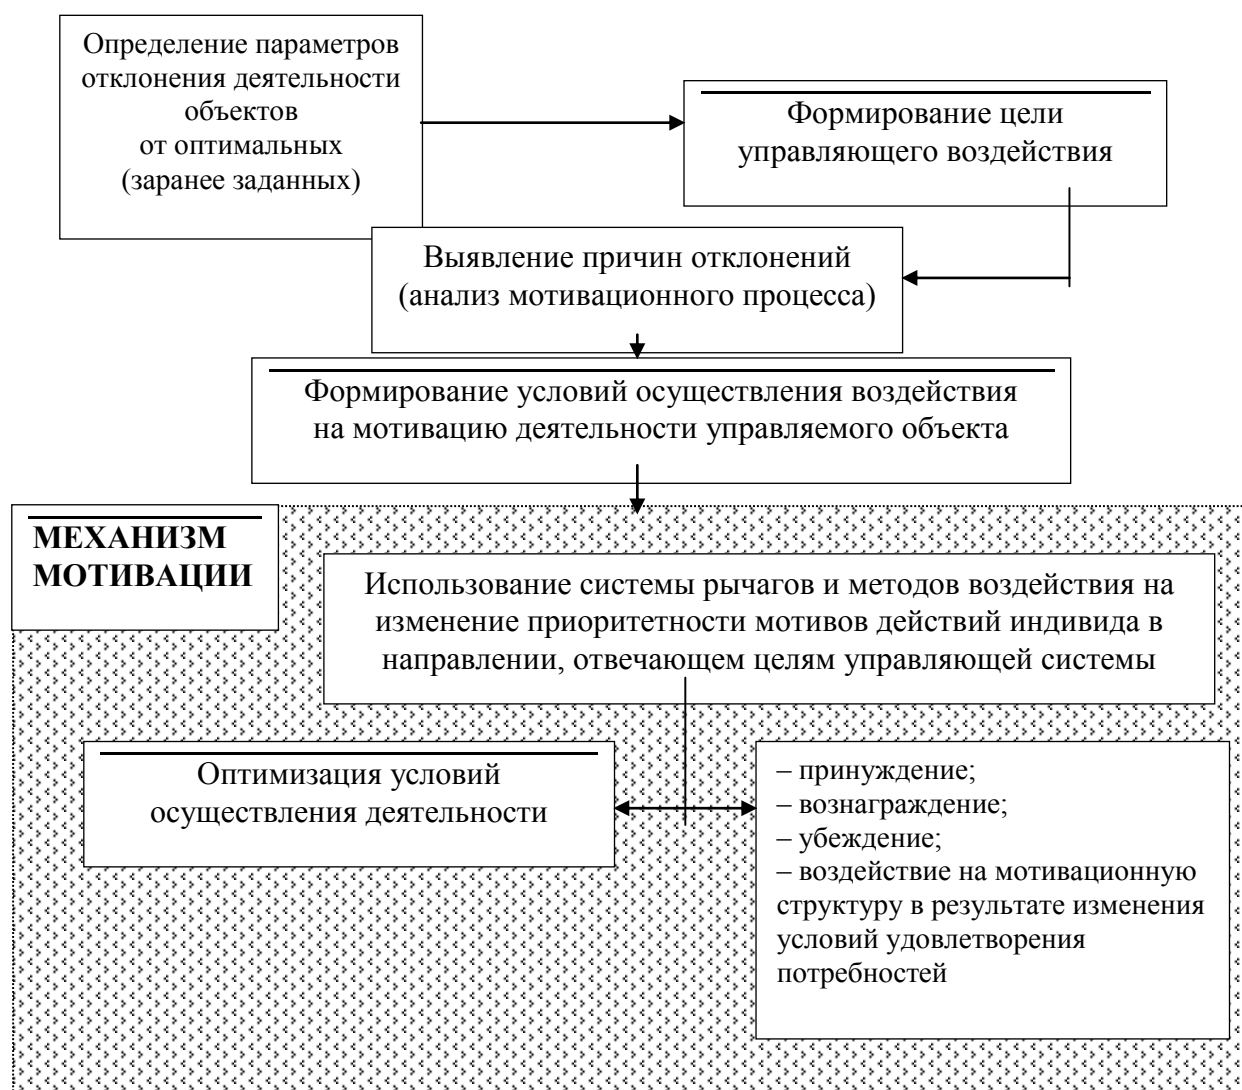 Определение параметров
отклонения деятельности
объектов
от оптимальных
(заранее заданных)
Формирование цели
управляющего воздействия
Выявление причин отклонений
(анализ мотивационного процесса)
Формирование условий осуществления воздействия
на мотивацию деятельности управляемого объекта
МЕХАНИЗМ
МОТИВАЦИИ
Использование системы рычагов и методов воздействия на
изменение приоритетности мотивов действий индивида в
направлении, отвечающем целям управляющей системы
Оптимизация условий
осуществления деятельности
– принуждение;
– вознаграждение;
– убеждение;
– воздействие на мотивационную
структуру в результате изменения
условий удовлетворения
потребностей